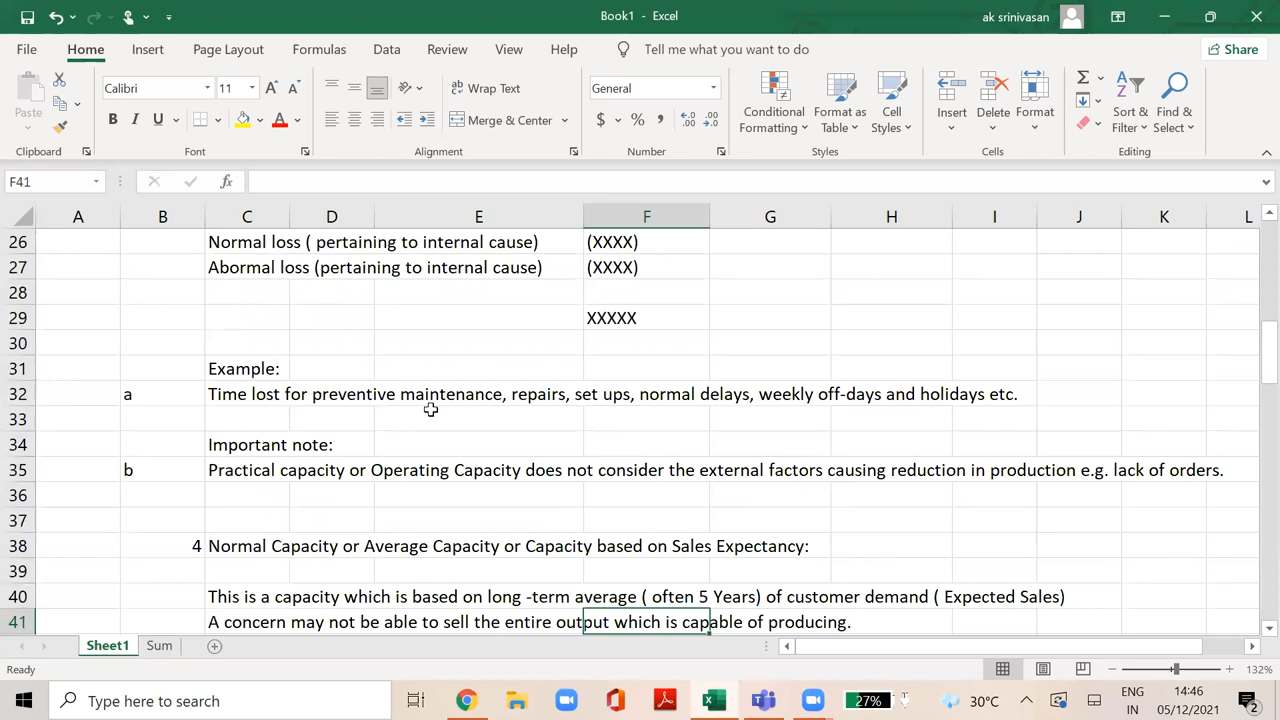 Book1 - Excel
ak srinivasan
File Home Insert Page Layout Formulas Data Review View Help Tell me what you want to do Share
Paste
Calibri 11
B I U A
ab Wrap Text
Merge & Center
General
$ % ,
Conditional Formatting
Format as Table
Cell Styles
Insert Delete Format
Sort & Filter
Find & Select
Clipboard Font Alignment Number Styles Cells Editing
F41 fx
A B C D E F G H I J K L
26 Normal loss ( pertaining to internal cause) (XXXX)
27 Abormal loss (pertaining to internal cause) (XXXX)
28
29 XXXXX
30
31 Example:
32 a Time lost for preventive maintenance, repairs, set ups, normal delays, weekly off-days and holidays etc.
33
34 Important note:
35 b Practical capacity or Operating Capacity does not consider the external factors causing reduction in production e.g. lack of orders.
36
37
38 4 Normal Capacity or Average Capacity or Capacity based on Sales Expectancy:
39
40 This is a capacity which is based on long -term average ( often 5 Years) of customer demand ( Expected Sales)
41 A concern may not be able to sell the entire output which is capable of producing.
Sheet1 Sum
Ready 132%
Type here to search
27%
30°C
ENG IN
14:46
05/12/2021
2